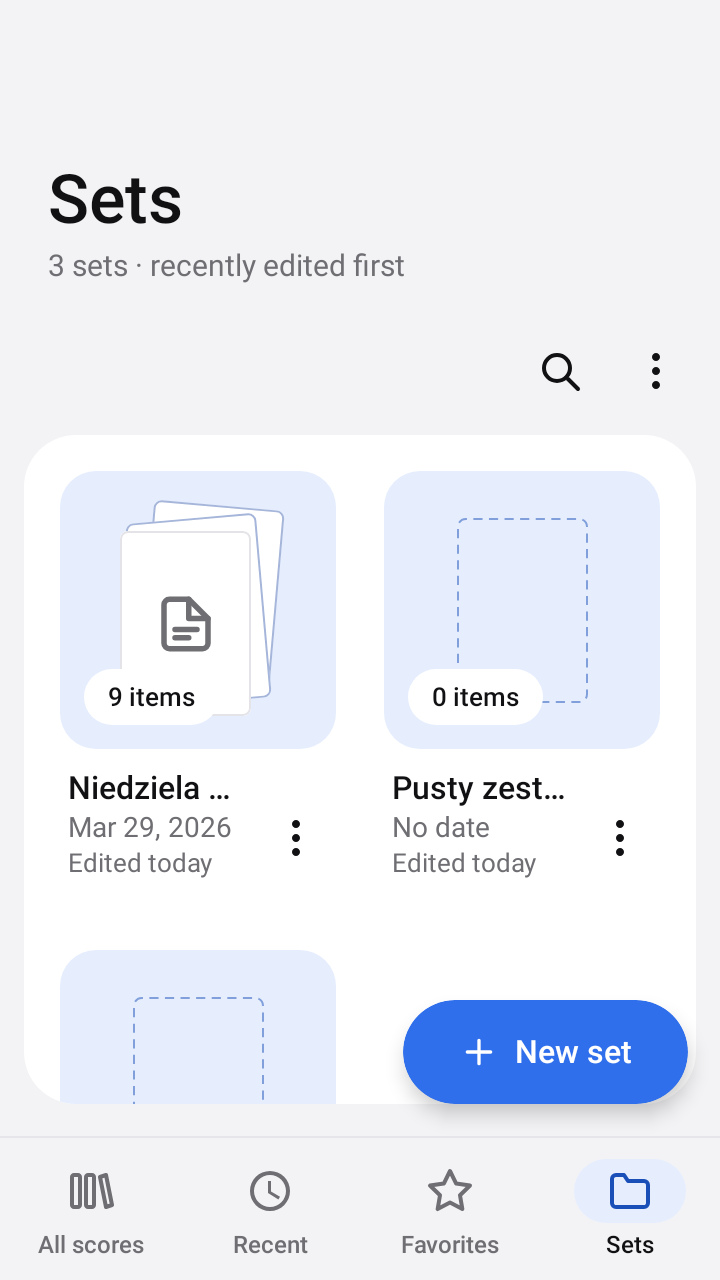 Sets
3 sets · recently edited first
9 items
0 items
Niedziela ...
Mar 29, 2026
Edited today
Pusty zest...
No date
Edited today
New set
All scores
Recent
Favorites
Sets